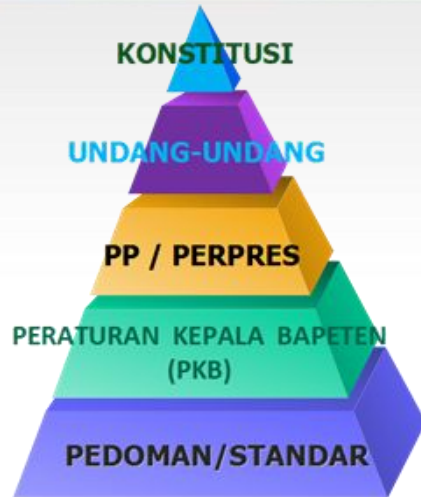 KONSTITUSI
UNDANG-UNDANG
PP / PERPRES
PERATURAN KEPALA BAPETEN
(PKB)
PEDOMAN/STANDAR